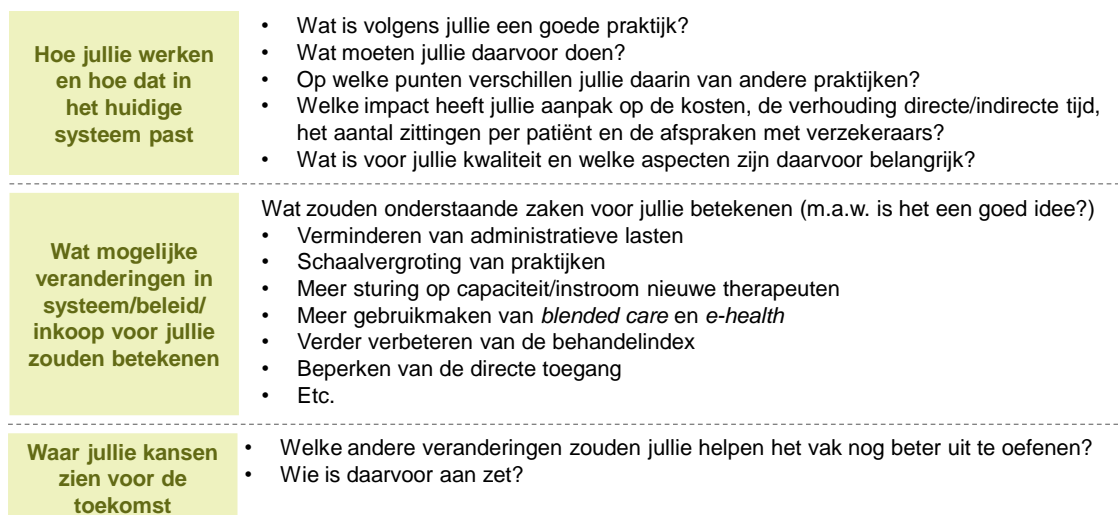 Hoe jullie werken
en hoe dat in
het huidige
systeem past
• Wat is volgens jullie een goede praktijk?
• Wat moeten jullie daarvoor doen?
• Op welke punten verschillen jullie daarin van andere praktijken?
• Welke impact heeft jullie aanpak op de kosten, de verhouding directe/indirecte tijd,
het aantal zittingen per patiënt en de afspraken met verzekeraars?
• Wat is voor jullie kwaliteit en welke aspecten zijn daarvoor belangrijk?
Wat mogelijke
veranderingen in
systeem/beleid/
inkoop voor jullie
zouden betekenen
Wat zouden onderstaande zaken voor jullie betekenen (m.a.w. is het een goed idee?)
• Verminderen van administratieve lasten
• Schaalvergroting van praktijken
• Meer sturing op capaciteit/instroom nieuwe therapeuten
• Meer gebruikmaken van blended care en e-health
• Verder verbeteren van de behandelindex
• Beperken van de directe toegang
• Etc.
Waar jullie kansen
zien voor de
toekomst
• Welke andere veranderingen zouden jullie helpen het vak nog beter uit te oefenen?
• Wie is daarvoor aan zet?